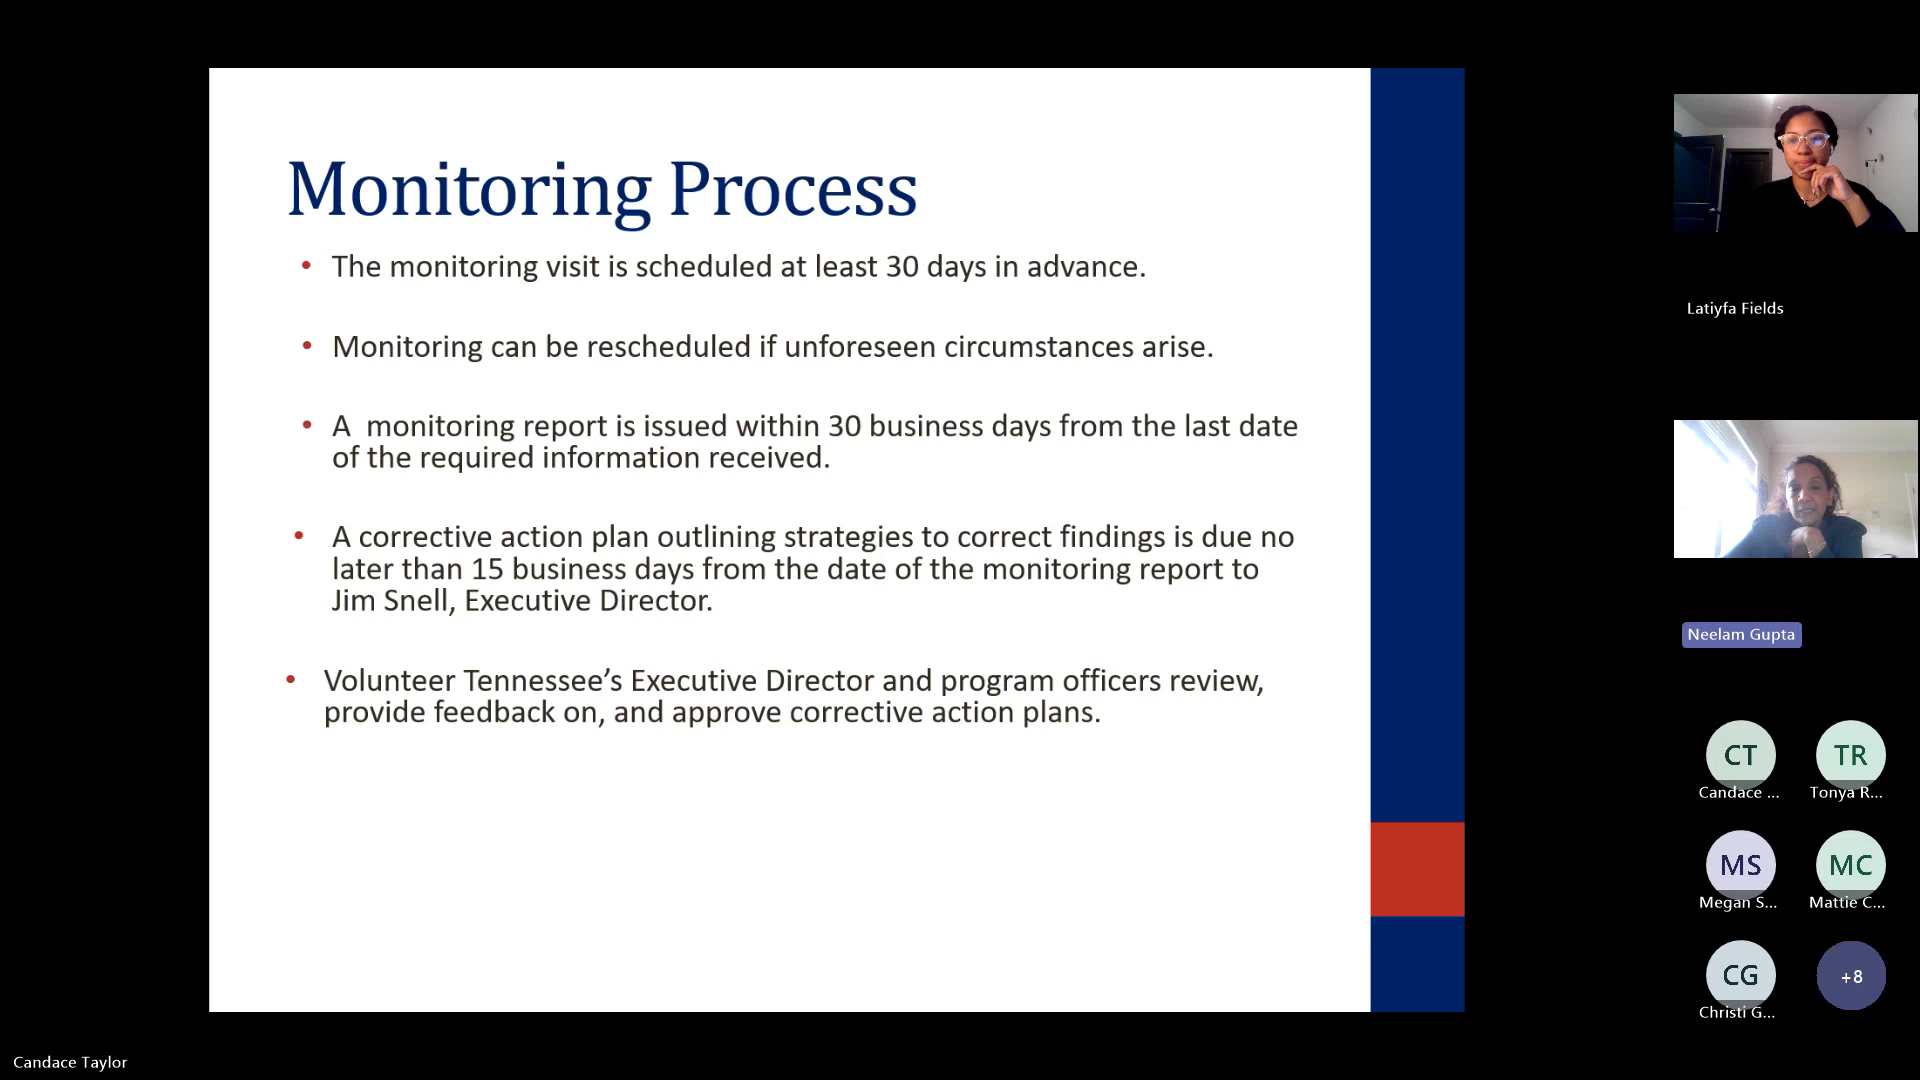 Monitoring Process
• The monitoring visit is scheduled at least 30 days in advance.
• Monitoring can be rescheduled if unforeseen circumstances arise.
• A  monitoring report is issued within 30 business days from the last date
of the required information received.
• A corrective action plan outlining strategies to correct findings is due no
later than 15 business days from the date of the monitoring report to
Jim Snell, Executive Director.
• Volunteer Tennessee’s Executive Director and program officers review,
provide feedback on, and approve corrective action plans.
Latiyfa Fields
Neelam Gupta
CT
Candace ...
TR
Tonya R...
MS
Megan S...
MC
Mattie C...
CG
Christi G...
+8
Candace Taylor